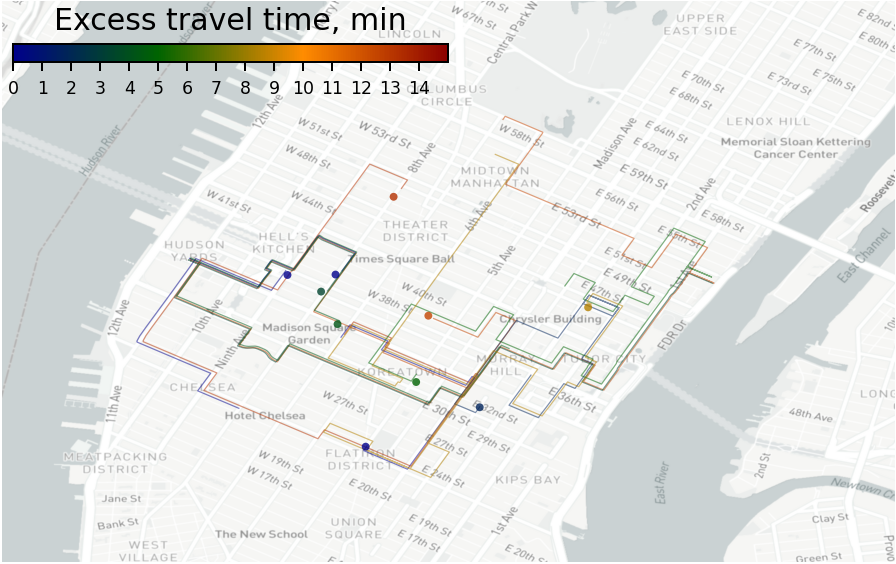 Excess travel time, min
0 1 2 3 4 5 6 7 8 9 10 11 12 13 14
LINCOLN
W 67th St
Central Park W
UPPER
EAST SIDE
E 82nd St
E 80th St
E 77th St
E 75th St
E 73rd St
E 70th St
E 68th St
COLUMBUS
CIRCLE
12th Ave
W 51st St
W 53rd St
W 58th St
W 48th St
8th Ave
Madison Ave
E 64th St
E 62nd St
LENOX HILL
Memorial Sloan Kettering
Cancer Center
Hudson River
MIDTOWN
MANHATTAN
E 59th St
E 56th St
2nd Ave
Roosevelt
W 41st St
W 44th St
6th Ave
E 53rd St
E 58th St
THEATER
DISTRICT
HELL'S
KITCHEN
HUDSON
YARDS
E 55th St
E 51st St
East Channel
Times Square Ball
5th Ave
E 49th St
1st Ave
E 47th St
W 40th St
W 38th St
12th Ave
10th Ave
Chrysler Building
Madison Square
Garden
Ninth Ave
FDR Dr
MURRAY
HILL
TUDOR CITY
KOREATOWN
CHELSEA
11th Ave
W 27th St
E 30th St
E 32nd St
E 36th St
Hotel Chelsea
48th Ave
E 29th St
E 27th St
FLATIRON
DISTRICT
W 19th St
W 17th St
E 24th St
MEATPACKING
DISTRICT
2nd St
East River
KIPS BAY
Newtown Cr
E 20th St
Jane St
Bank St
UNION
SQUARE
E 19th St
E 17th St
1st Ave
Clay St
The New School
WEST
VILLAGE
E 20th St
Green St